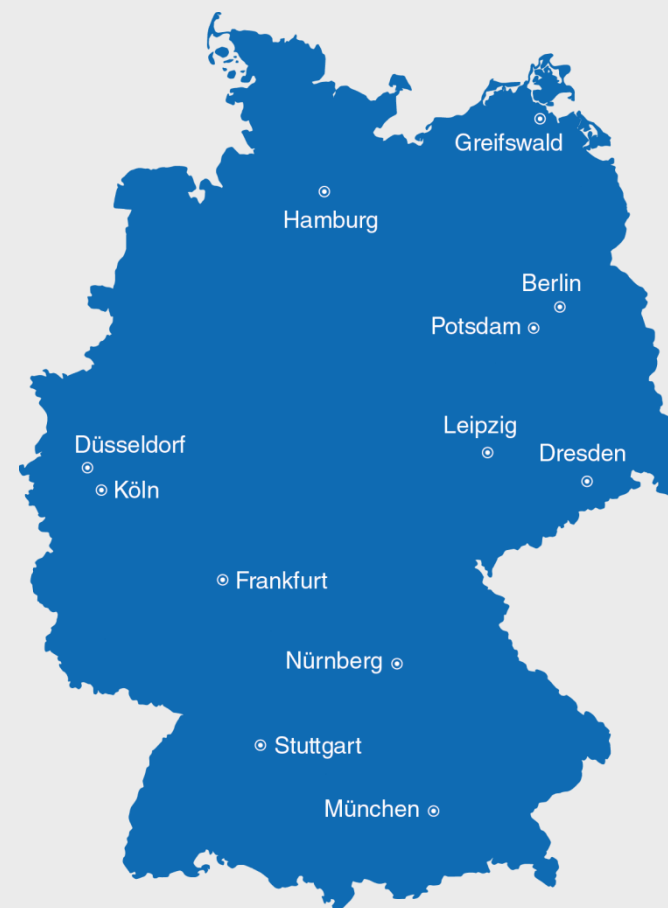 Greifswald
Hamburg
Berlin
Potsdam
Leipzig
Düsseldorf
Dresden
Köln
Frankfurt
Nürnberg
Stuttgart
München